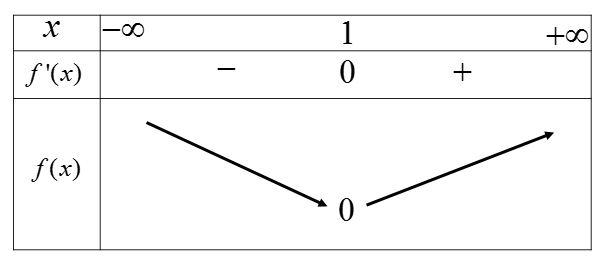 x −∞ 1 +∞
f'(x) − 0 +
f(x) 0